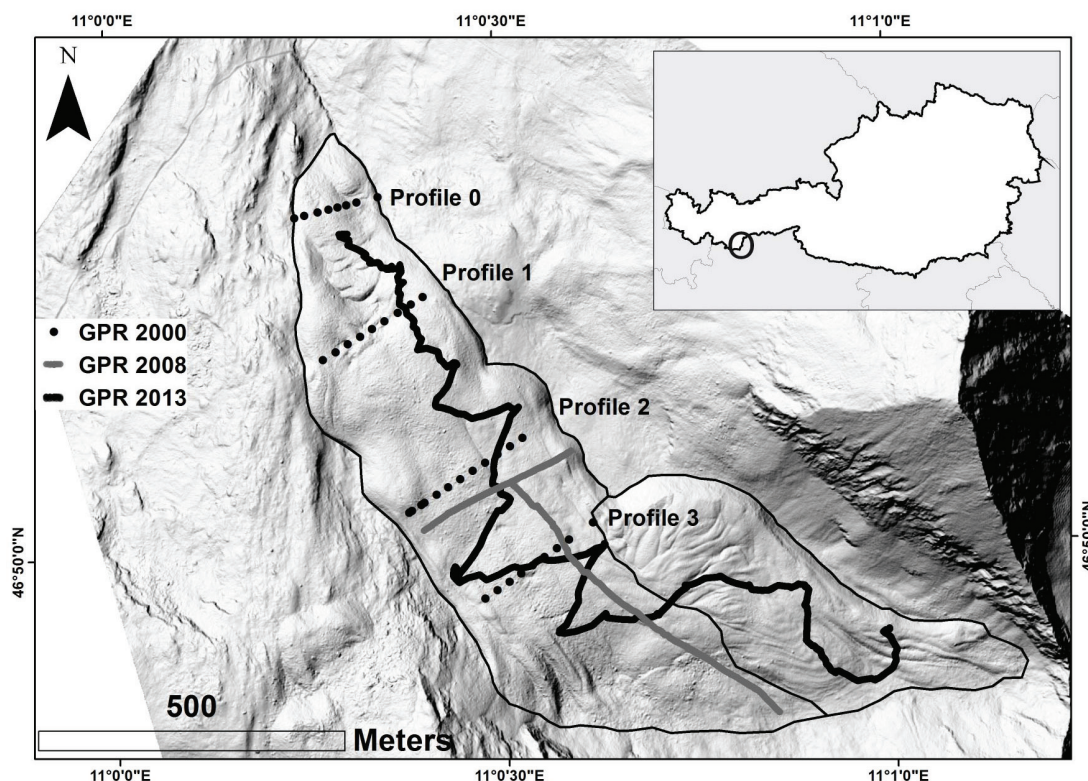 11°0'0"E
11°0'30"E
11°1'0"E
N
Profile 0
Profile 1
GPR 2000
GPR 2008
GPR 2013
Profile 2
Profile 3
46°50'0"N
46°50'0"N
500
Meters
11°0'0"E
11°0'30"E
11°1'0"E